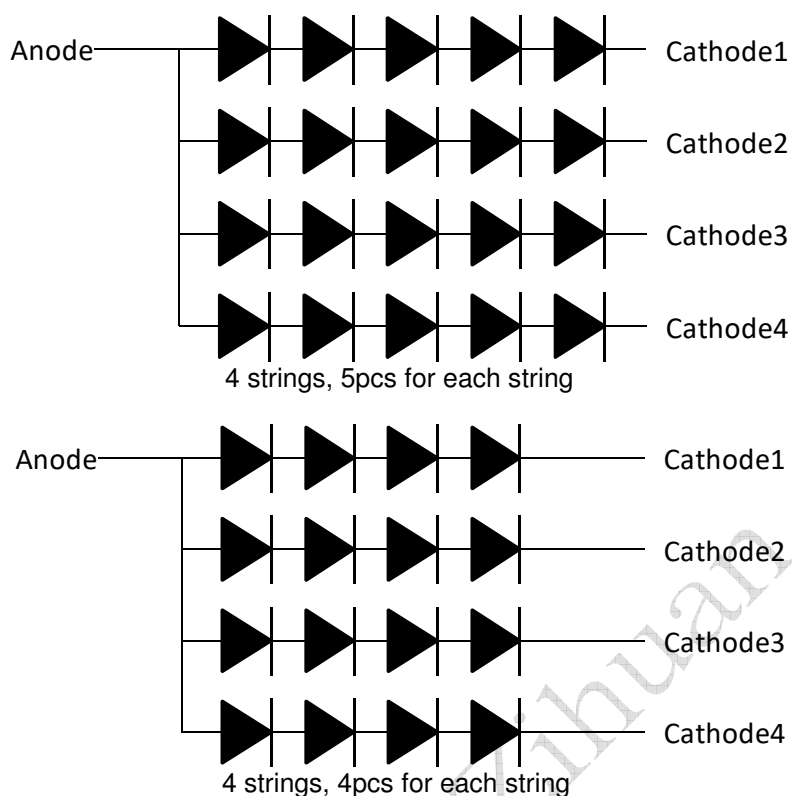 Anode
Cathode1
Cathode2
Cathode3
Cathode4
4 strings, 5pcs for each string
Anode
Cathode1
Cathode2
Cathode3
Cathode4
4 strings, 4pcs for each string
Zihuan